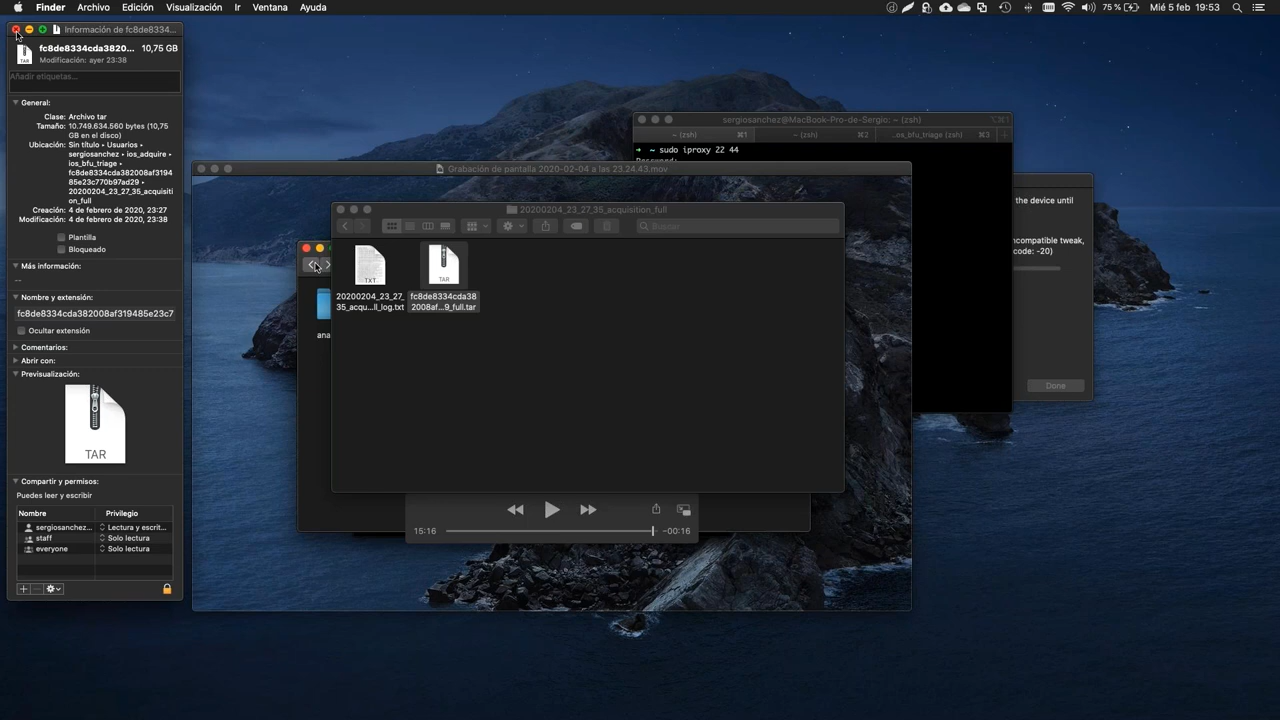 Finder Archivo Edición Visualización Ir Ventana Ayuda
75 % Mié 5 feb 19:53
Información de fc8de8334...
fc8de8334cda3820... 10,75 GB
Modificación: ayer 23:38
Añadir etiquetas...
General:
Clase: Archivo tar
Tamaño: 10.749.634.560 bytes (10,75
GB en el disco)
Ubicación: Sin título ▸ Usuarios ▸
sergiosanchez ▸ ios_adquire ▸
ios_bfu_triage ▸
fc8de8334cda382008af3194
85e23c770b97ad29 ▸
20200204_23_27_35_acquisiti
on_full
Creación: 4 de febrero de 2020, 23:27
Modificación: 4 de febrero de 2020, 23:38
Plantilla
Bloqueado
Más información:
--
Nombre y extensión:
fc8de8334cda382008af319485e23c7
Ocultar extensión
Comentarios:
Abrir con:
Previsualización:
TAR
Compartir y permisos:
Puedes leer y escribir
Nombre Privilegio
sergiosanchez... Lectura y escrit...
staff Solo lectura
everyone Solo lectura
sergiosanchez@MacBook-Pro-de-Sergio: ~ (zsh)
~ (zsh) ⌘1 ~ (zsh) ⌘2 ..os_bfu_triage (zsh) ⌘3
➜ ~ sudo iproxy 22 44
Password:
Grabación de pantalla 2020-02-04 a las 23.24.43.mov
20200204_23_27_35_acquisition_full
Buscar
TXT
20200204_23_27_
35_acqu...ll_log.txt
TAR
fc8de8334cda38
2008af...9_full.tar
ana
the device until
ncompatible tweak,
code: -20)
Done
15:16 −00:16